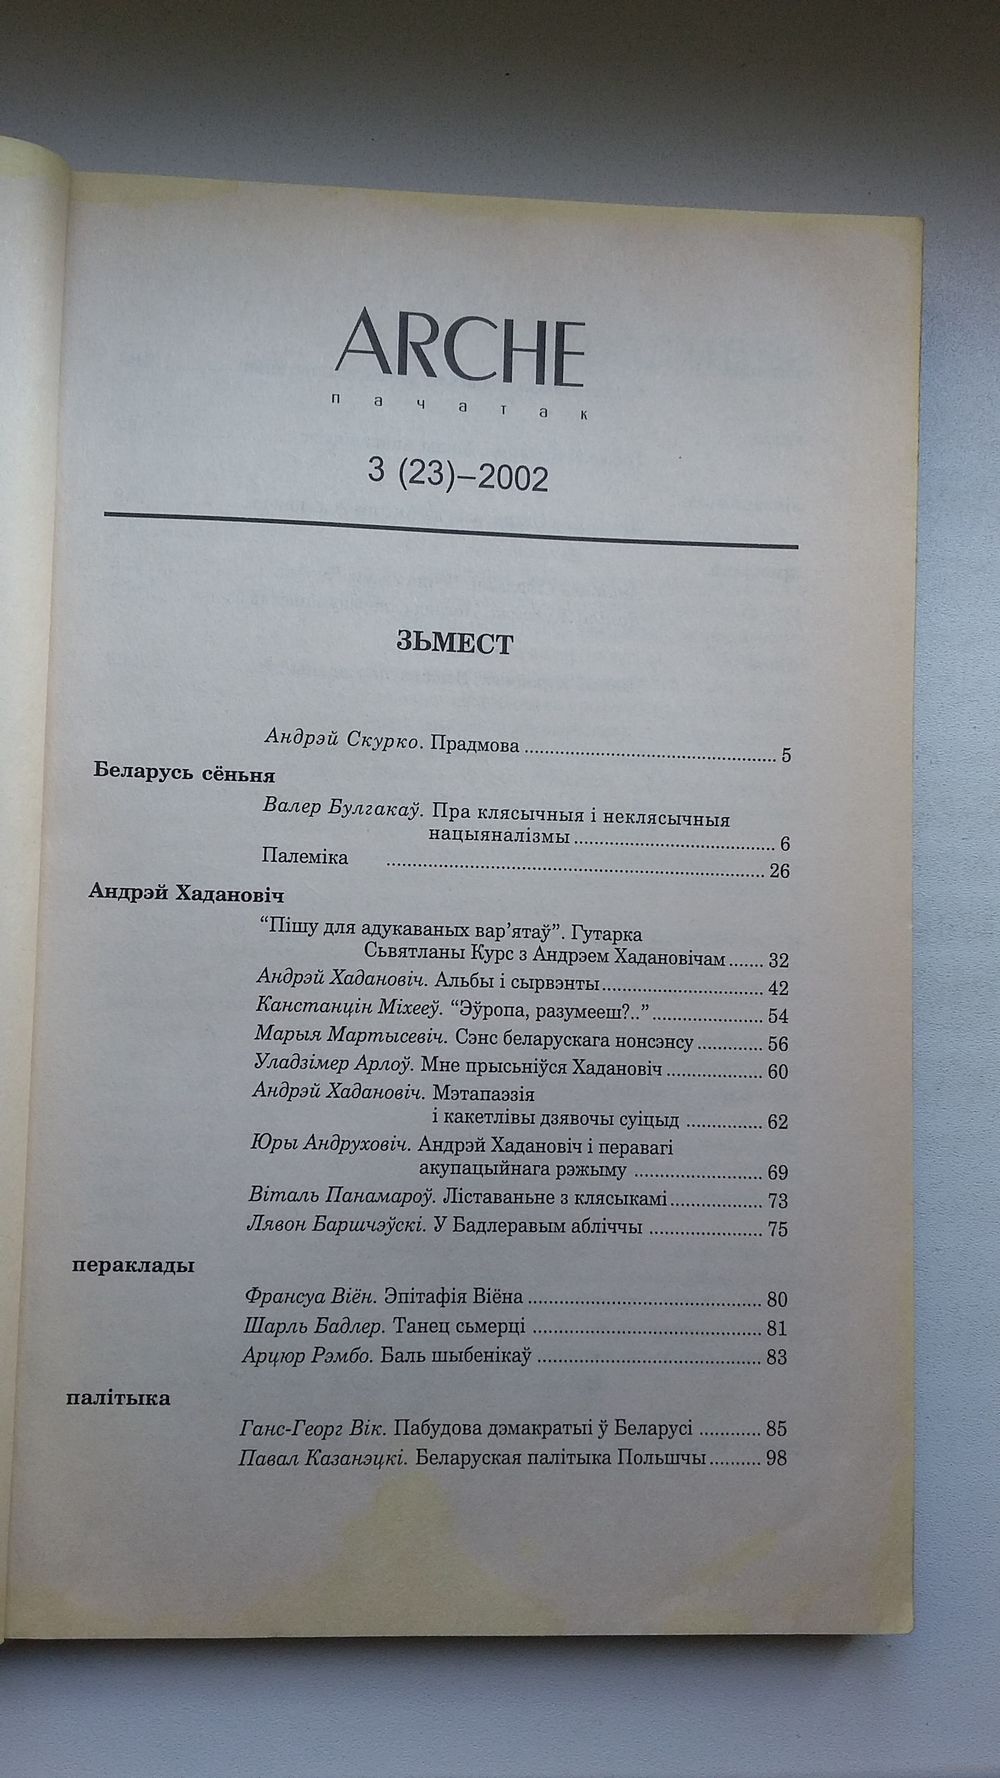 ARCHE
пачатак
3 (23)–2002
ЗЬМЕСТ
Андрэй Скурко. Прадмова ........ 5
Беларусь сёньня
Валер Булгакаў. Пра клясычныя і неклясычныя
нацыяналізмы ........ 6
Палеміка ........ 26
Андрэй Хадановіч
“Пішу для адукаваных вар’ятаў”. Гутарка
Сьвятланы Курс з Андрэем Хадановічам ........ 32
Андрэй Хадановіч. Альбы і сырвэнты ........ 42
Канстанцін Міхееў. “Эўропа, разумееш?..” ........ 54
Марыя Мартысевіч. Сэнс беларускага нонсэнсу ........ 56
Уладзімер Арлоў. Мне прысьніўся Хадановіч ........ 60
Андрэй Хадановіч. Мэтапаэзія
і какетлівы дзявочы суіцыд ........ 62
Юры Андруховіч. Андрэй Хадановіч і перавагі
акупацыйнага рэжыму ........ 69
Віталь Панамароў. Ліставаньне з клясыкамі ........ 73
Лявон Баршчэўскі. У Бадлеравым абліччы ........ 75
пераклады
Франсуа Віён. Эпітафія Віёна ........ 80
Шарль Бадлер. Танец сьмерці ........ 81
Арцюр Рэмбо. Баль шыбенікаў ........ 83
палітыка
Ганс-Георг Вік. Пабудова дэмакратыі ў Беларусі ........ 85
Павал Казанэцкі. Беларуская палітыка Польшчы ........ 98